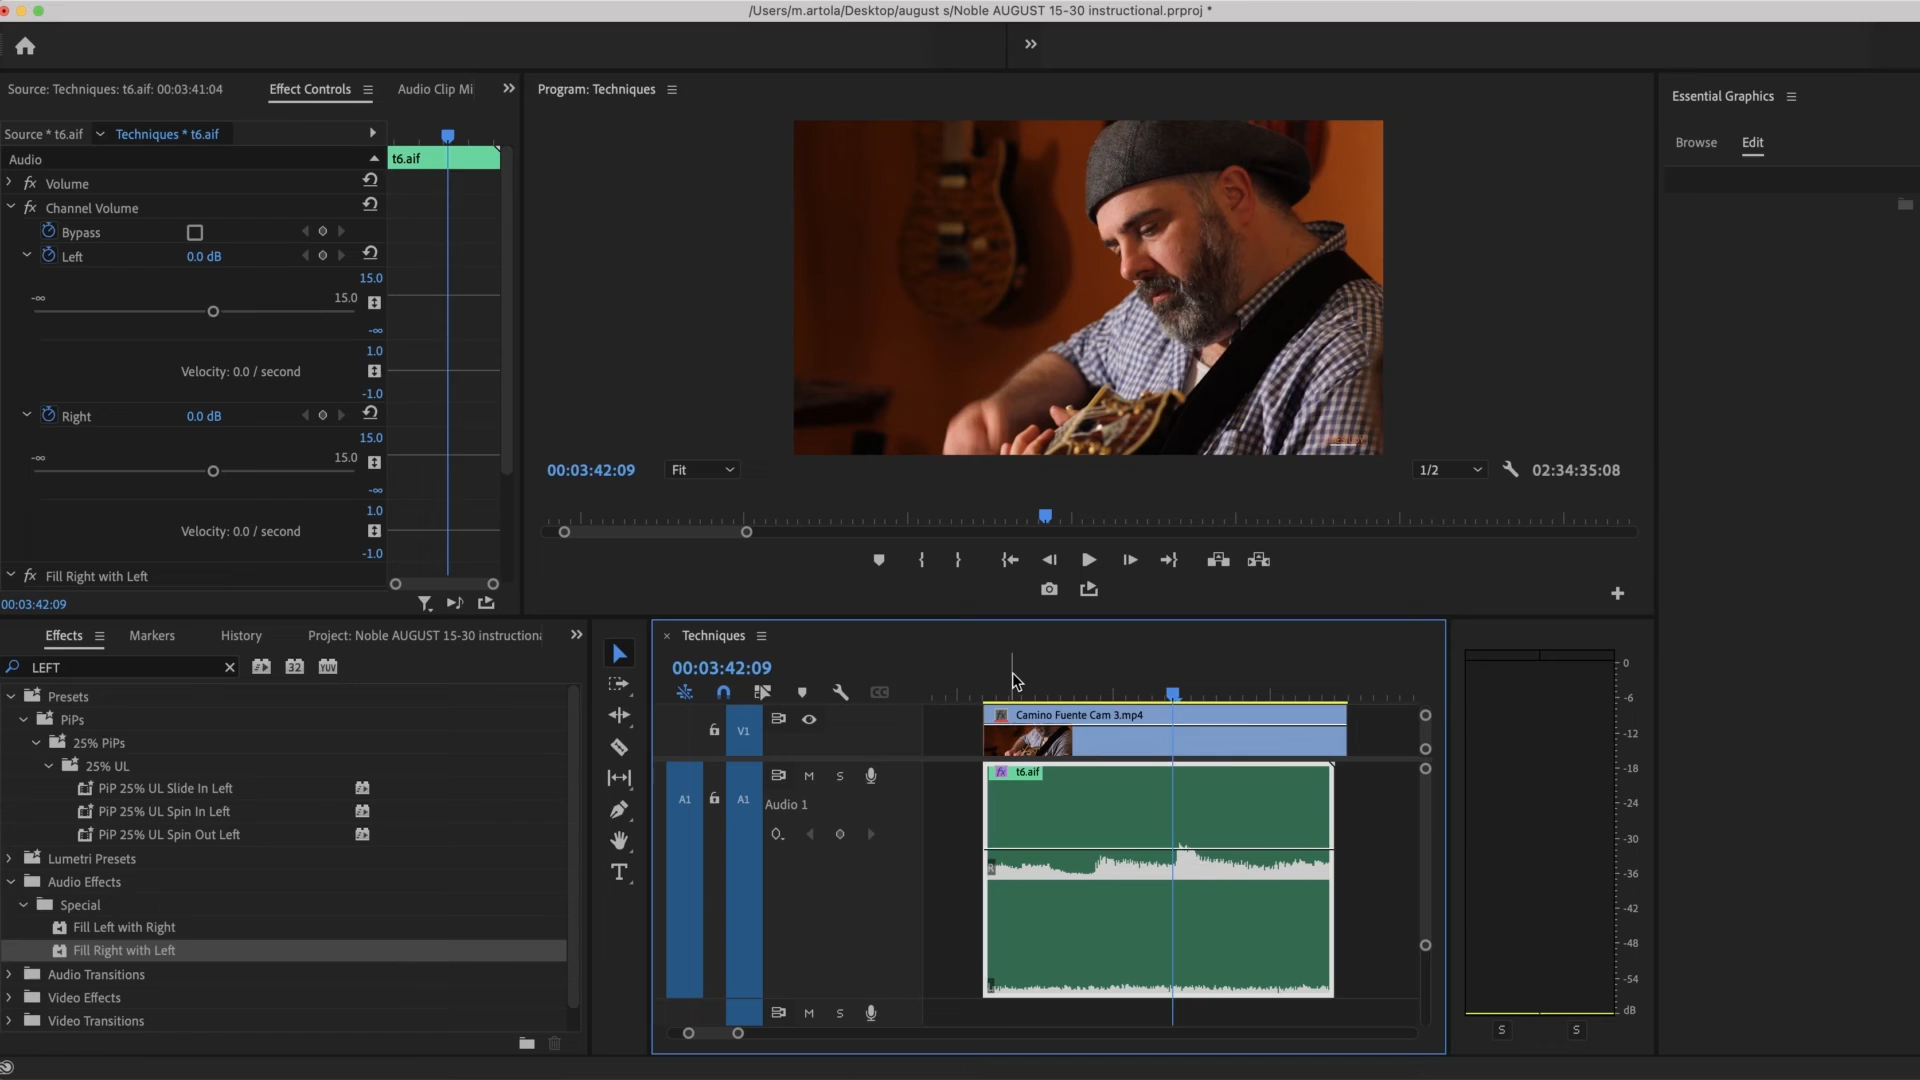 /Users/m.artola/Desktop/august s/Noble AUGUST 15-30 instructional.prproj *
Source: Techniques: t6.aif: 00:03:41:04
Effect Controls
Audio Clip Mi
Source * t6.aif
Techniques * t6.aif
Audio
t6.aif
fx Volume
fx Channel Volume
Bypass
Left
0.0 dB
15.0
-∞
15.0
-∞
1.0
Velocity: 0.0 / second
-1.0
Right
0.0 dB
15.0
-∞
15.0
-∞
1.0
Velocity: 0.0 / second
-1.0
fx Fill Right with Left
00:03:42:09
Program: Techniques
00:03:42:09
Fit
1/2
02:34:35:08
Essential Graphics
Browse
Edit
Effects
Markers
History
Project: Noble AUGUST 15-30 instructiona
LEFT
32
YUV
Presets
PiPs
25% PiPs
25% UL
PiP 25% UL Slide In Left
PiP 25% UL Spin In Left
PiP 25% UL Spin Out Left
Lumetri Presets
Audio Effects
Special
Fill Left with Right
Fill Right with Left
Audio Transitions
Video Effects
Video Transitions
T
Techniques
00:03:42:09
CC
V1
Camino Fuente Cam 3.mp4
A1
A1
M
S
Audio 1
fx t6.aif
R
L
M
S
0
-6
-12
-18
-24
-30
-36
-42
-48
-54
dB
S
S